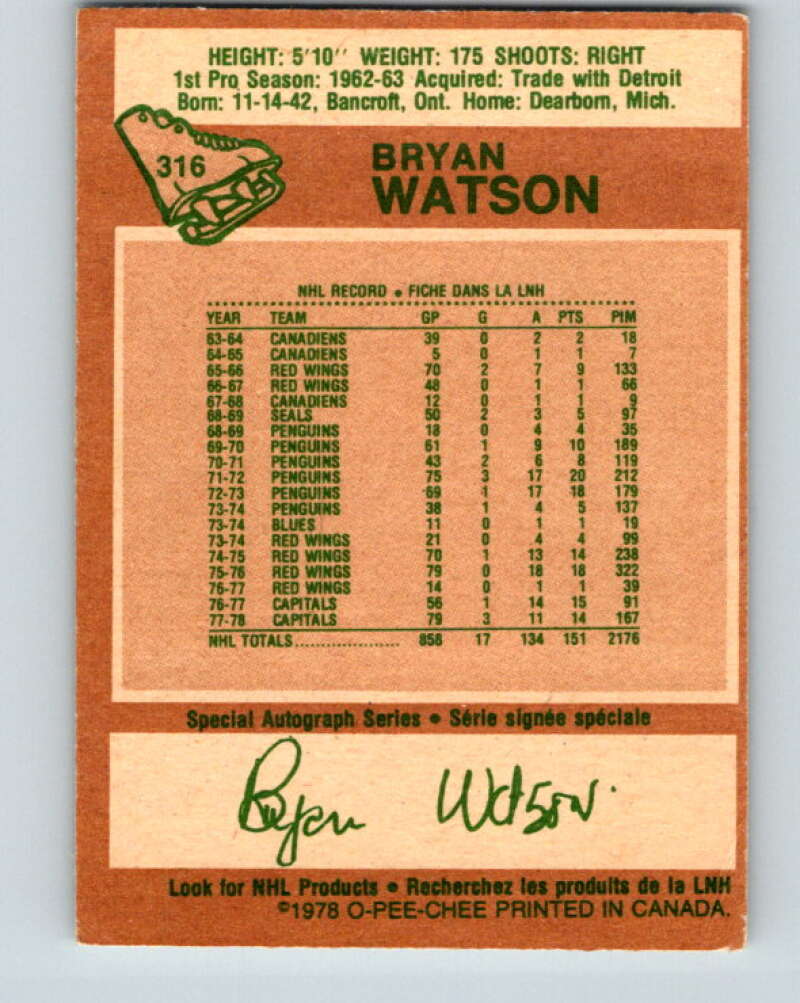 HEIGHT: 5'10'' WEIGHT: 175 SHOOTS: RIGHT
1st Pro Season: 1962-63 Acquired: Trade with Detroit
Born: 11-14-42, Bancroft, Ont. Home: Dearborn, Mich.
316
BRYAN
WATSON
NHL RECORD • FICHE DANS LA LNH
YEAR TEAM GP G A PTS PIM
63-64 CANADIENS 39 0 2 2 18
64-65 CANADIENS 5 0 1 1 7
65-66 RED WINGS 70 2 7 9 133
66-67 RED WINGS 48 0 1 1 66
67-68 CANADIENS 12 0 1 1 9
68-69 SEALS 50 2 3 5 97
68-69 PENGUINS 18 0 4 4 35
69-70 PENGUINS 61 1 9 10 189
70-71 PENGUINS 43 2 6 8 119
71-72 PENGUINS 75 3 17 20 212
72-73 PENGUINS 69 1 17 18 179
73-74 PENGUINS 38 1 4 5 137
73-74 BLUES 11 0 1 1 19
73-74 RED WINGS 21 0 4 4 99
74-75 RED WINGS 70 1 13 14 238
75-76 RED WINGS 79 0 18 18 322
76-77 RED WINGS 14 0 1 1 39
76-77 CAPITALS 56 1 14 15 91
77-78 CAPITALS 79 3 11 14 167
NHL TOTALS.................... 858 17 134 151 2176
Special Autograph Series • Série signée spéciale
Bryan Watson
Look for NHL Products • Recherchez les produits de la LNH
©1978 O-PEE-CHEE PRINTED IN CANADA.